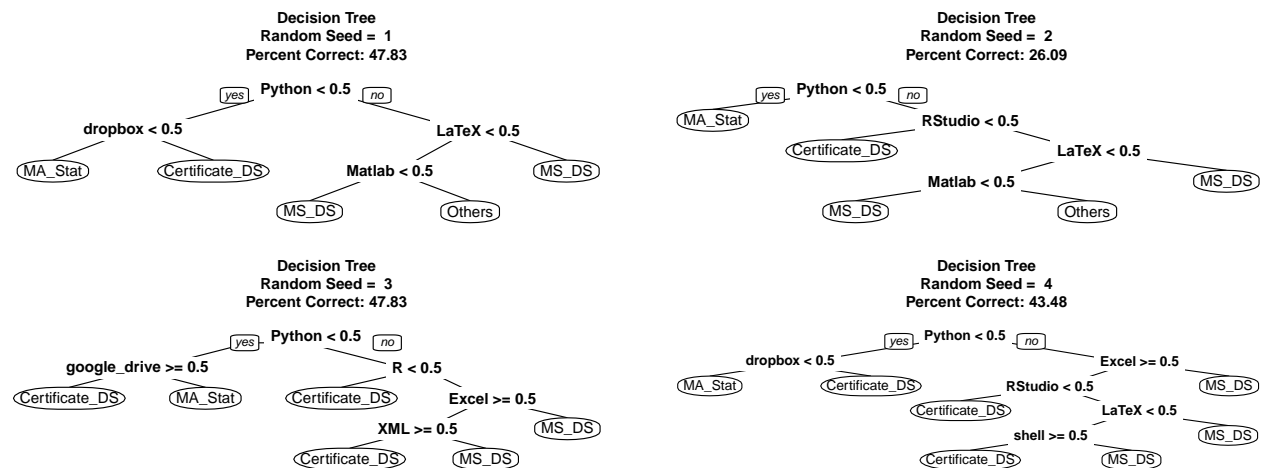 Decision Tree
Random Seed = 1
Percent Correct: 47.83
yes Python < 0.5 no
dropbox < 0.5 LaTeX < 0.5
MA_Stat Certificate_DS Matlab < 0.5 MS_DS
MS_DS Others
Decision Tree
Random Seed = 2
Percent Correct: 26.09
yes Python < 0.5 no
MA_Stat RStudio < 0.5
Certificate_DS LaTeX < 0.5
Matlab < 0.5 MS_DS
MS_DS Others
Decision Tree
Random Seed = 3
Percent Correct: 47.83
yes Python < 0.5 no
google_drive >= 0.5 R < 0.5
Certificate_DS MA_Stat Certificate_DS Excel >= 0.5
XML >= 0.5 MS_DS
Certificate_DS MS_DS
Decision Tree
Random Seed = 4
Percent Correct: 43.48
yes Python < 0.5 no
dropbox < 0.5 Excel >= 0.5
MA_Stat Certificate_DS RStudio < 0.5 MS_DS
Certificate_DS LaTeX < 0.5
shell >= 0.5 MS_DS
Certificate_DS MS_DS